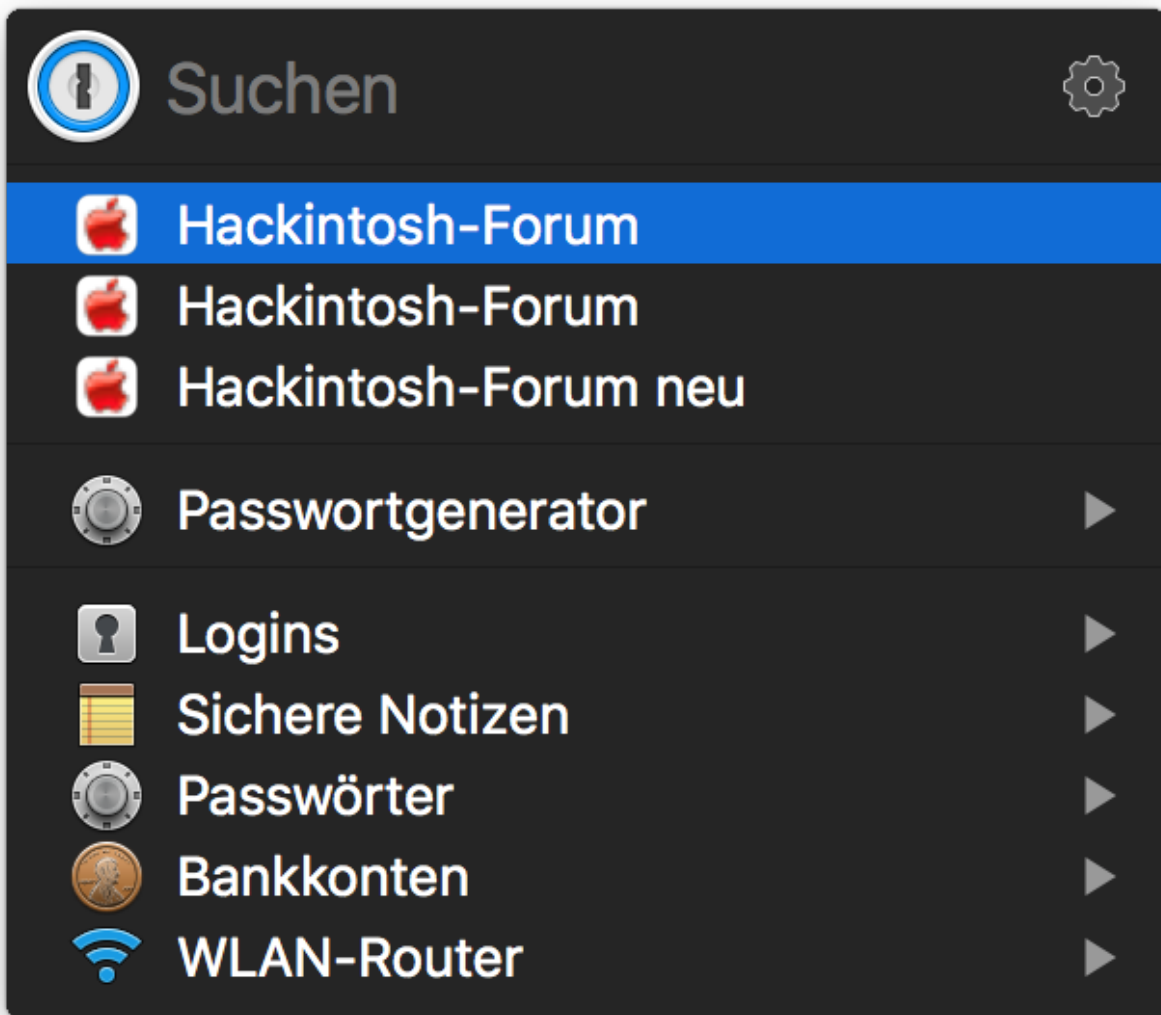 Suchen
Hackintosh-Forum
Hackintosh-Forum
Hackintosh-Forum neu
Passwortgenerator
Logins
Sichere Notizen
Passwörter
Bankkonten
WLAN-Router